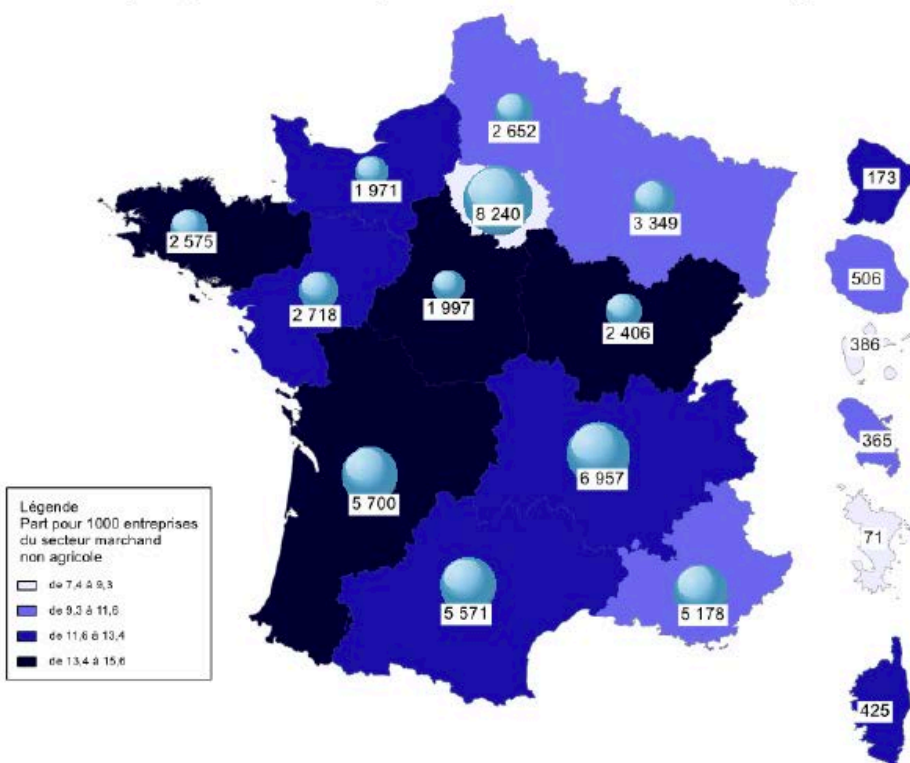 2 652
1 971
8 240
3 349
173
2 575
506
2 718
1 997
2 406
386
365
6 957
5 700
71
5 571
5 178
425
Légende
Part pour 1000 entreprises
du secteur marchand
non agricole
de 7,4 à 9,3
de 9,3 à 11,6
de 11,6 à 13,4
de 13,4 à 15,6